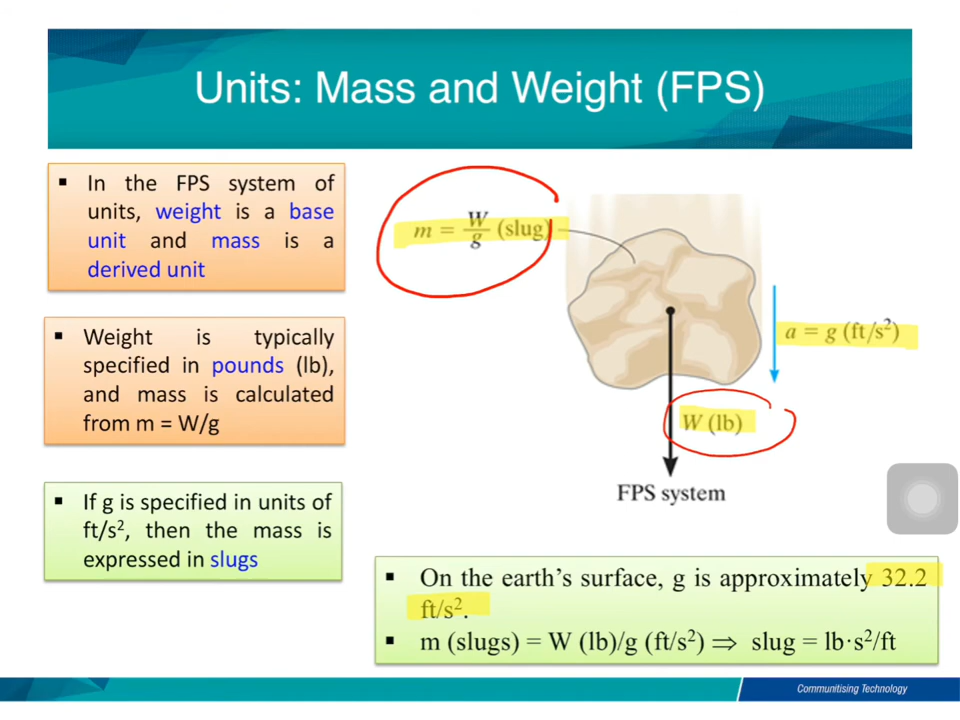 Units: Mass and Weight (FPS)
▪ In the FPS system of
units, weight is a base
unit and mass is a
derived unit
▪ Weight is typically
specified in pounds (lb),
and mass is calculated
from m = W/g
▪ If g is specified in units of
ft/s², then the mass is
expressed in slugs
m = W/g (slug)
a = g (ft/s²)
W (lb)
FPS system
▪ On the earth's surface, g is approximately 32.2
ft/s².
▪ m (slugs) = W (lb)/g (ft/s²) ⇒ slug = lb·s²/ft
Communitising Technology